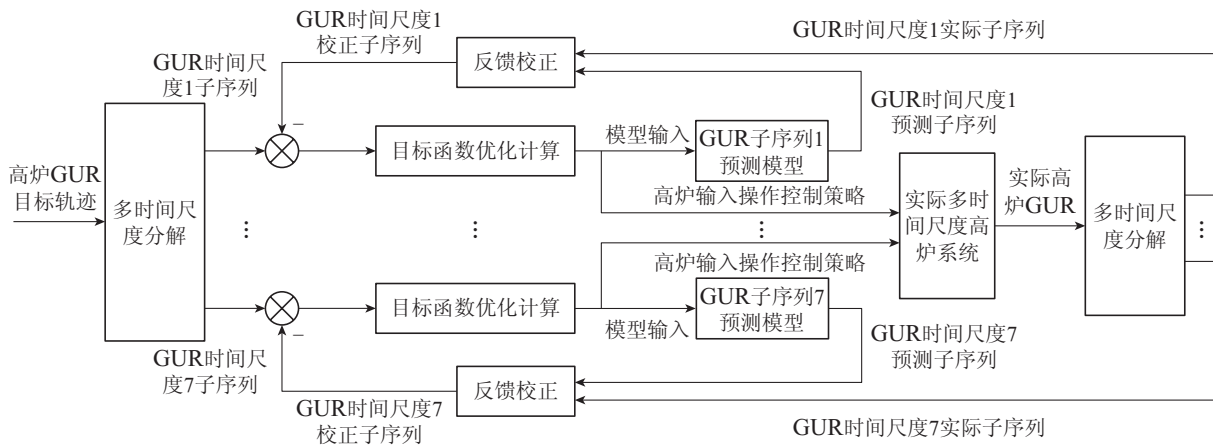 GUR时间尺度1
校正子序列
GUR时间尺度1实际子序列
反馈校正
GUR时间尺
度1子序列
GUR时间尺度1
预测子序列
−
模型输入
目标函数优化计算
GUR子序列1
预测模型
高炉GUR
目标轨迹
多时间尺
度分解
高炉输入操作控制策略
实际多时
间尺度高
炉系统
实际高
炉GUR
多时间尺
度分解
⋮
⋮
⋮
⋮
高炉输入操作控制策略
目标函数优化计算
GUR子序列7
预测模型
模型输入
−
GUR时间尺
度7子序列
GUR时间尺度7
预测子序列
反馈校正
GUR时间尺度7
校正子序列
GUR时间尺度7实际子序列